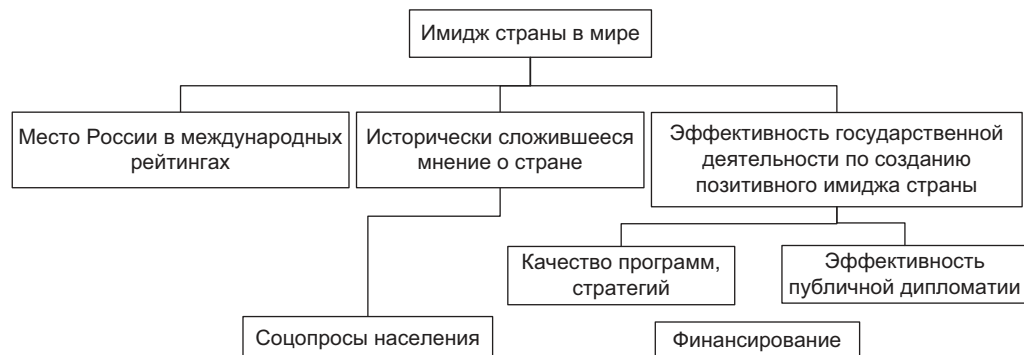 Имидж страны в мире
Место России в международных
рейтингах
Исторически сложившееся
мнение о стране
Эффективность государственной
деятельности по созданию
позитивного имиджа страны
Качество программ,
стратегий
Эффективность
публичной дипломатии
Соцопросы населения
Финансирование